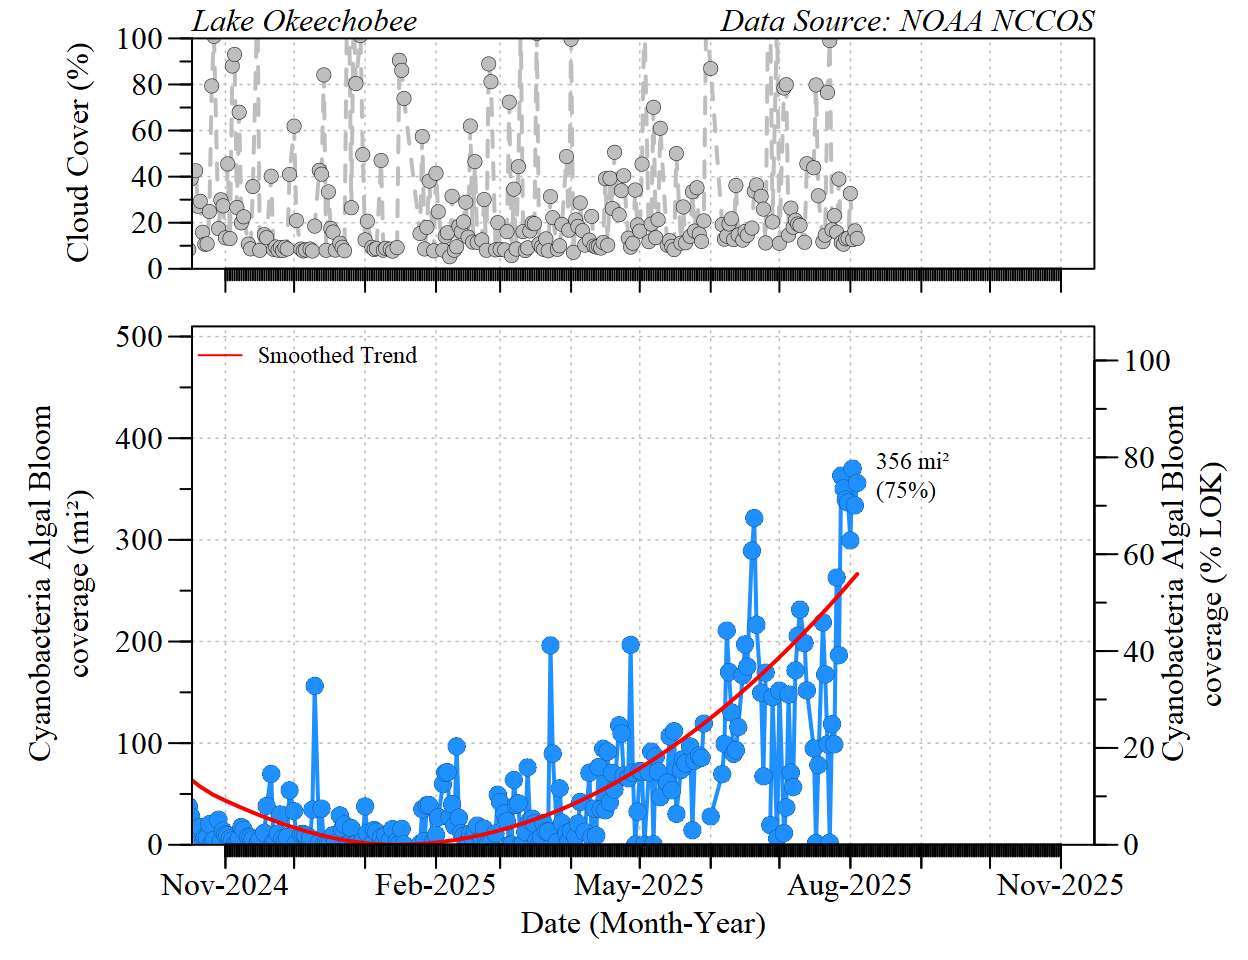 Lake Okeechobee
Data Source: NOAA NCCOS
Cloud Cover (%)
100
80
60
40
20
0
Cyanobacteria Algal Bloom
coverage (mi²)
500
400
300
200
100
0
Smoothed Trend
356 mi²
(75%)
100
80
60
40
20
0
Cyanobacteria Algal Bloom
coverage (% LOK)
Nov-2024
Feb-2025
May-2025
Aug-2025
Nov-2025
Date (Month-Year)